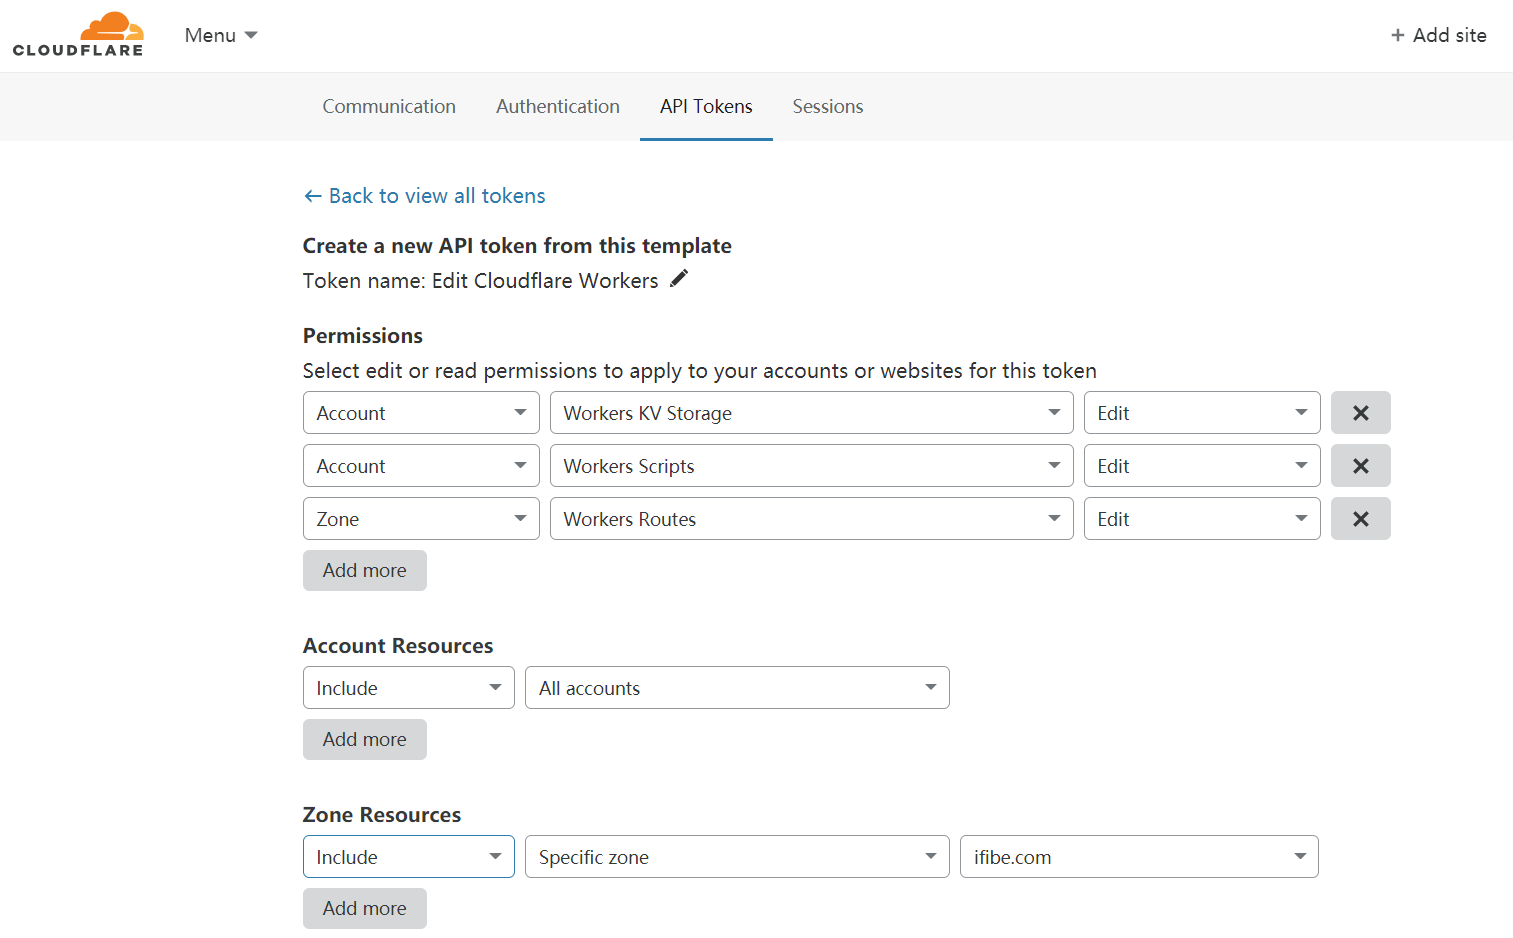 CLOUDFLARE
Menu
+ Add site
Communication Authentication API Tokens Sessions
← Back to view all tokens
Create a new API token from this template
Token name: Edit Cloudflare Workers
Permissions
Select edit or read permissions to apply to your accounts or websites for this token
Account Workers KV Storage Edit
Account Workers Scripts Edit
Zone Workers Routes Edit
Add more
Account Resources
Include All accounts
Add more
Zone Resources
Include Specific zone ifibe.com
Add more